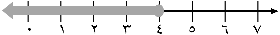 ٠ ١ ٢ ٣ ٤ ٥ ٦ ٧